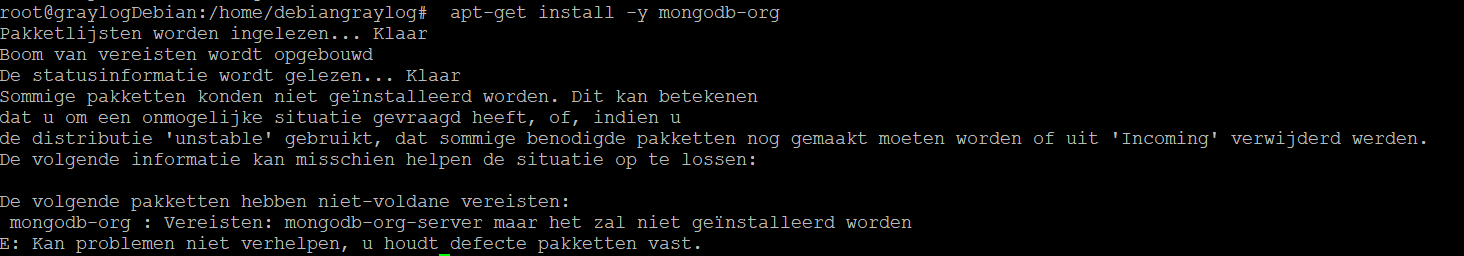 root@graylogDebian:/home/debiangraylog#  apt-get install -y mongodb-org
Pakketlijsten worden ingelezen... Klaar
Boom van vereisten wordt opgebouwd
De statusinformatie wordt gelezen... Klaar
Sommige pakketten konden niet geïnstalleerd worden. Dit kan betekenen
dat u om een onmogelijke situatie gevraagd heeft, of, indien u
de distributie 'unstable' gebruikt, dat sommige benodigde pakketten nog gemaakt moeten worden of uit 'Incoming' verwijderd werden.
De volgende informatie kan misschien helpen de situatie op te lossen:

De volgende pakketten hebben niet-voldane vereisten:
 mongodb-org : Vereisten: mongodb-org-server maar het zal niet geïnstalleerd worden
E: Kan problemen niet verhelpen, u houdt defecte pakketten vast.